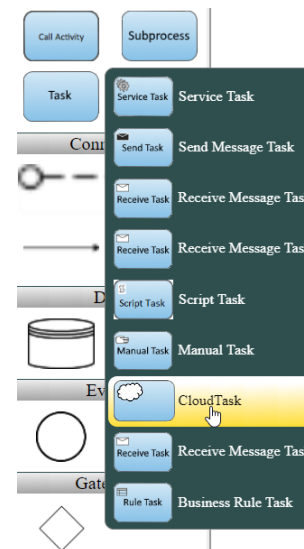 Call Activity
Subprocess
Task
Service Task Service Task
Send Task Send Message Task
Receive Task Receive Message Tas
Receive Task Receive Message Tas
Script Task Script Task
Manual Task Manual Task
CloudTask
Receive Task Receive Message Tas
Rule Task Business Rule Task
Conn
D
Ev
Gate